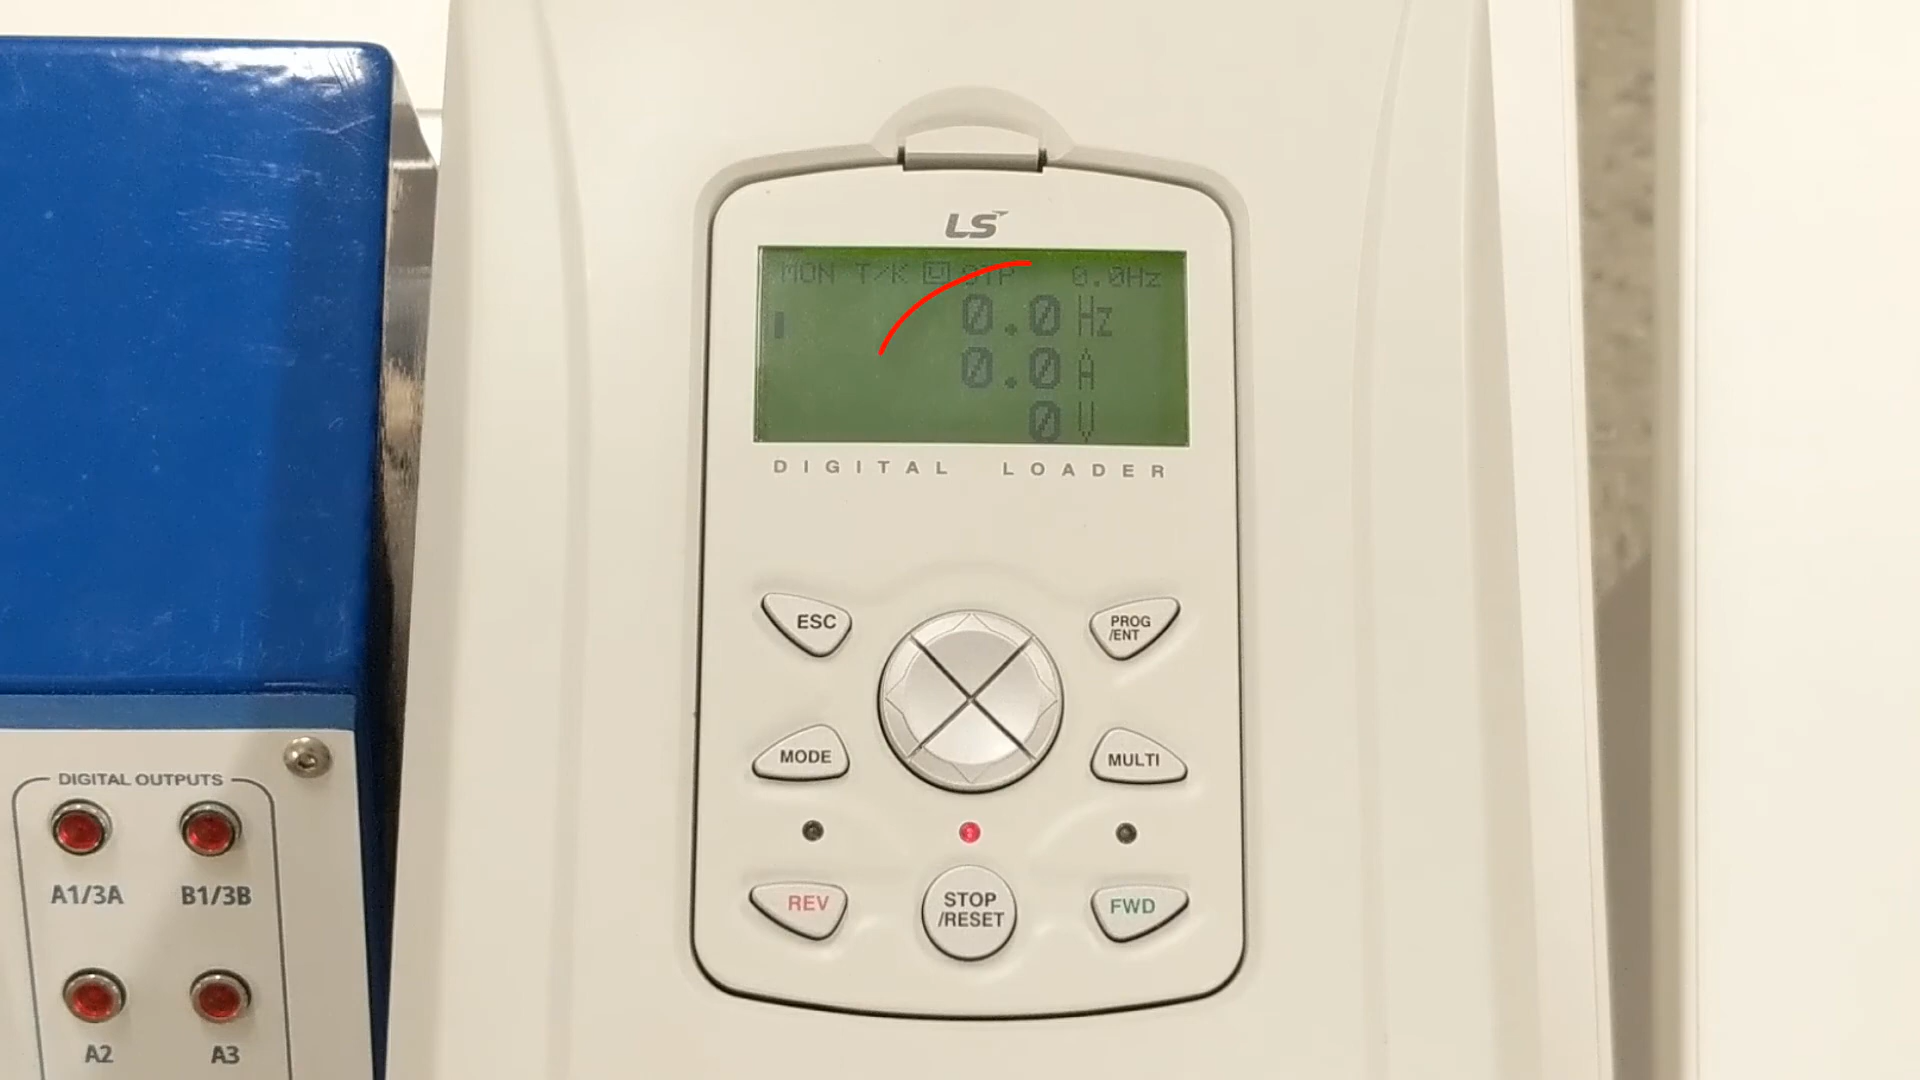 LS
MON T/K U STP 0.0Hz
0.0 Hz
0.0 A
0 V
DIGITAL LOADER
ESC
PROG
/ENT
MODE
MULTI
REV
STOP
/RESET
FWD
DIGITAL OUTPUTS
A1/3A B1/3B
A2 A3